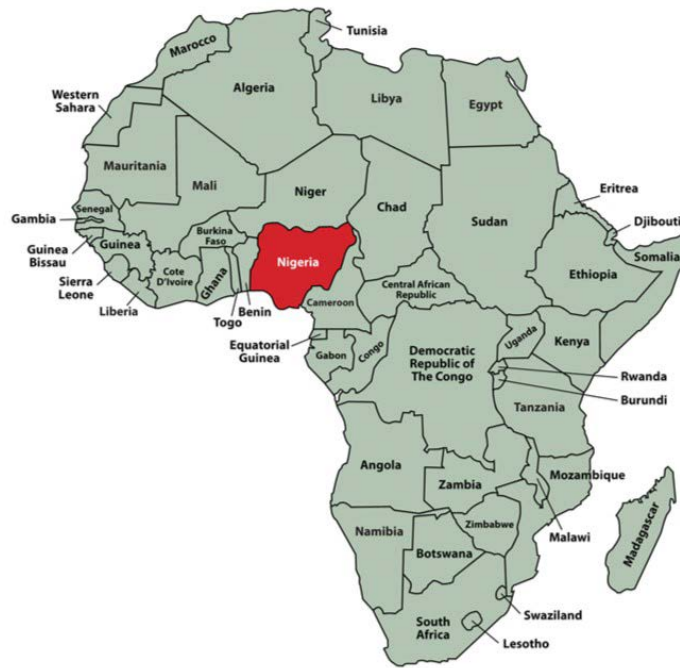 Tunisia
Marocco
Western
Sahara
Algeria
Libya
Egypt
Mauritania
Mali
Niger
Chad
Sudan
Eritrea
Djibouti
Senegal
Gambia
Guinea
Bissau
Guinea
Burkina
Faso
Nigeria
Somalia
Ethiopia
Sierra
Leone
Cote
D'Ivoire
Ghana
Liberia
Togo
Benin
Cameroon
Central African
Republic
Equatorial
Guinea
Gabon
Congo
Democratic
Republic of
The Congo
Uganda
Kenya
Rwanda
Burundi
Tanzania
Angola
Zambia
Mozambique
Malawi
Madagascar
Namibia
Zimbabwe
Botswana
Swaziland
South
Africa
Lesotho